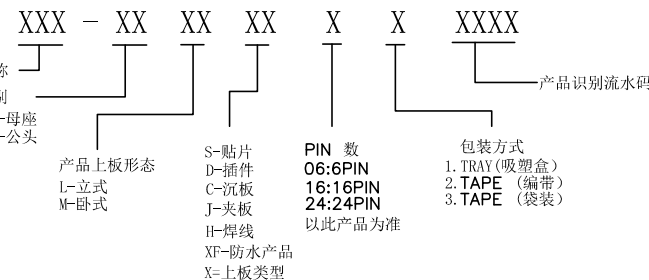 XXX - XX XX XX X X XXXX
称
别
-母座
-公头
产品上板形态
L-立式
M-卧式
S-贴片
D-插件
C-沉板
J-夹板
H-焊线
XF-防水产品
X=上板类型
PIN 数
06:6PIN
16:16PIN
24:24PIN
以此产品为准
包装方式
1.TRAY(吸塑盒)
2.TAPE (编带)
3.TAPE (袋装)
产品识别流水码